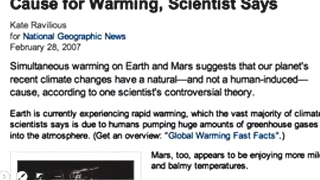 Cause for Warming, Scientist Says
Kate Ravilious
for National Geographic News
February 28, 2007
Simultaneous warming on Earth and Mars suggests that our planet's
recent climate changes have a natural—and not a human-induced—
cause, according to one scientist's controversial theory.
Earth is currently experiencing rapid warming, which the vast majority of climate
scientists says is due to humans pumping huge amounts of greenhouse gases
into the atmosphere. (Get an overview: "Global Warming Fast Facts".)
Mars, too, appears to be enjoying more mil
and balmy temperatures.